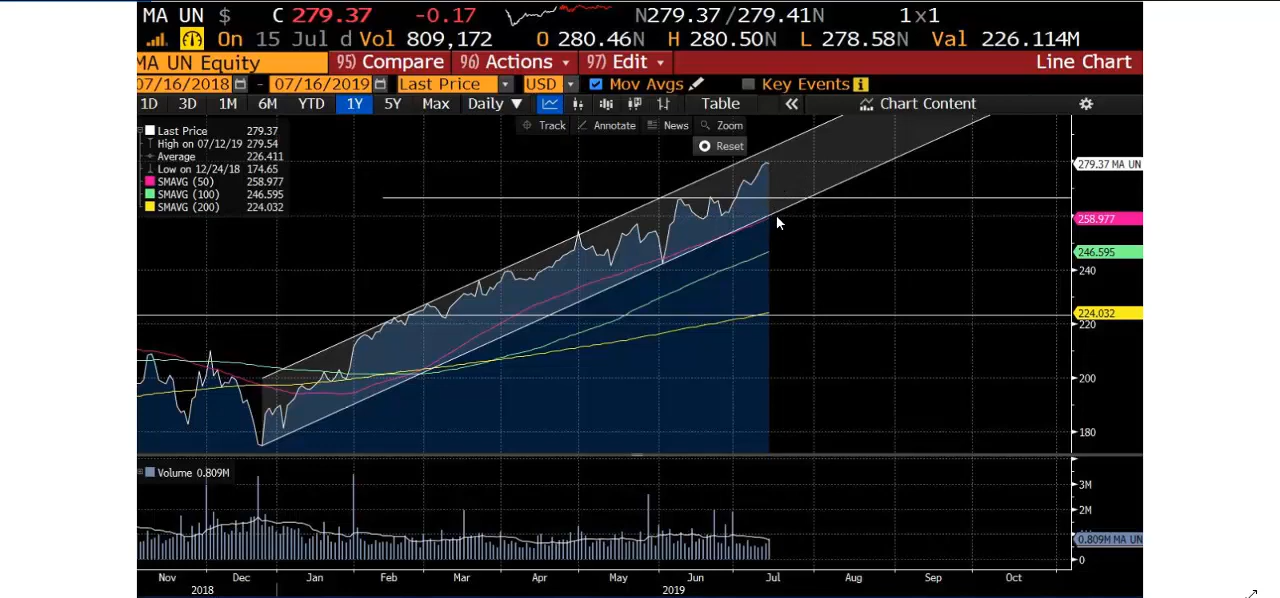 MA UN $ C 279.37 -0.17 N279.37/279.41N 1x1
On 15 Jul d Vol 809,172 O 280.46N H 280.50N L 278.58N Val 226.114M
MA UN Equity 95) Compare 96) Actions 97) Edit Line Chart
07/16/2018 - 07/16/2019 Last Price USD Mov Avgs Key Events
1D 3D 1M 6M YTD 1Y 5Y Max Daily ▼ Table « Chart Content
Track Annotate News Zoom
Reset
Last Price 279.37
High on 07/12/19 279.54
Average 226.411
Low on 12/24/18 174.65
SMAVG (50) 258.977
SMAVG (100) 246.595
SMAVG (200) 224.032
279.37 MA UN
258.977
246.595
240
224.032
220
200
180
Volume 0.809M
3M
2M
0.809M MA UN
0
Nov Dec Jan Feb Mar Apr May Jun Jul Aug Sep Oct
2018 2019